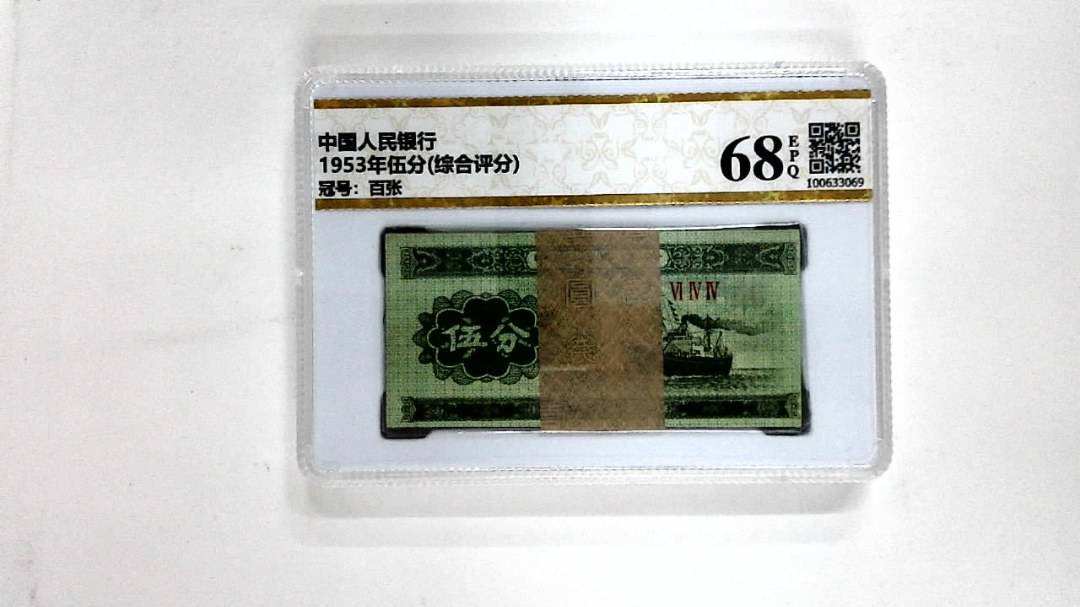 中国人民银行
1953年伍分(综合评分)
冠号：百张
68
EPQ
100633069
伍分
圓
VI IV IV